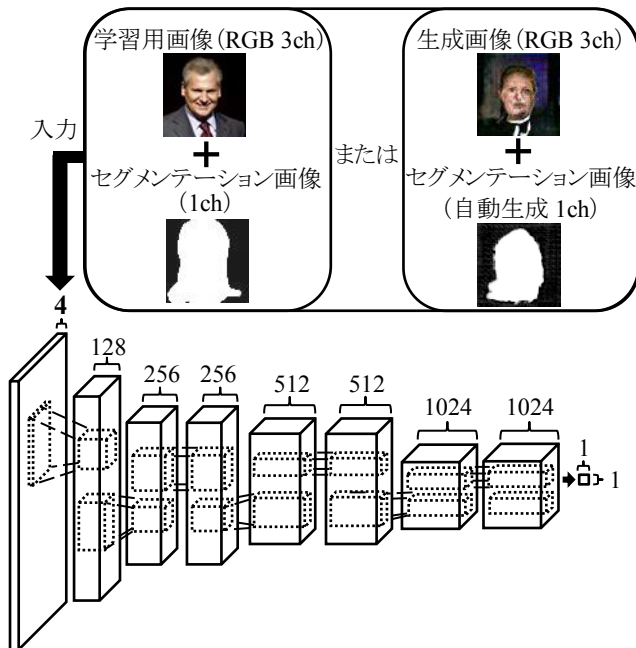 学習用画像(RGB 3ch)
セグメンテーション画像
(1ch)
または
生成画像(RGB 3ch)
セグメンテーション画像
(自動生成 1ch)
入力
4
128
256
256
512
512
1024
1024
1
1